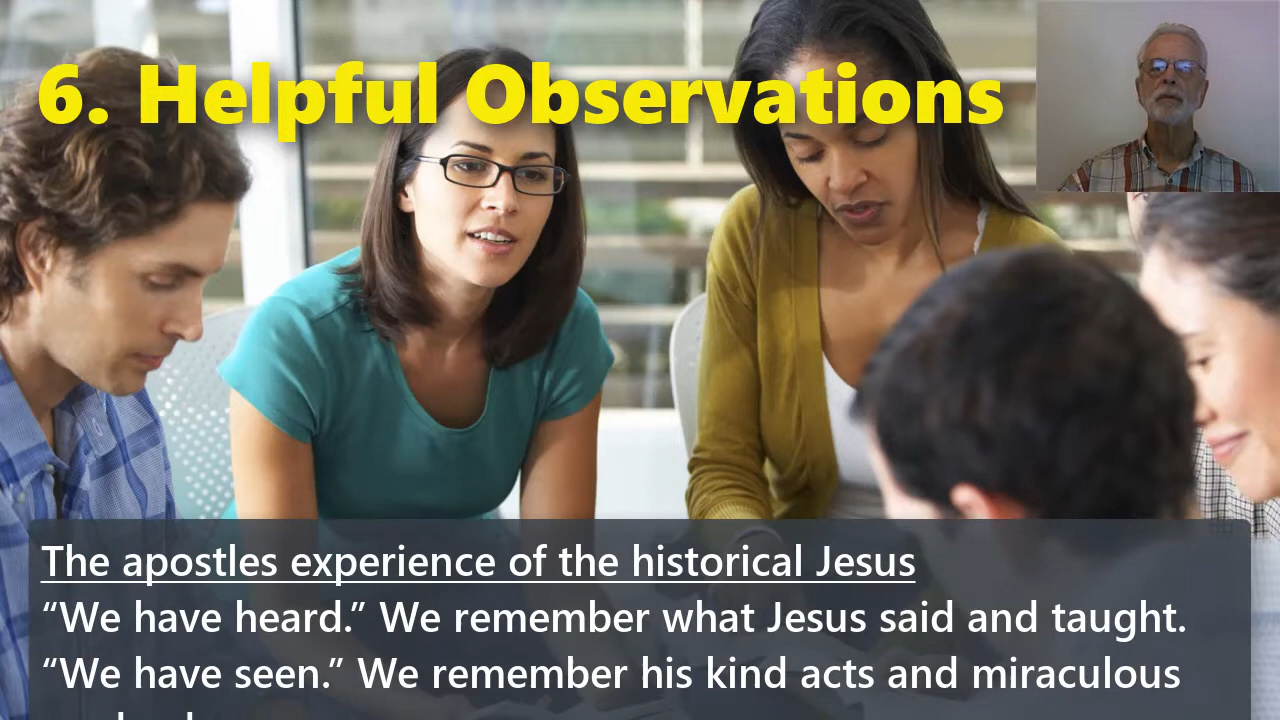 6. Helpful Observations
The apostles experience of the historical Jesus
“We have heard.” We remember what Jesus said and taught.
“We have seen.” We remember his kind acts and miraculous